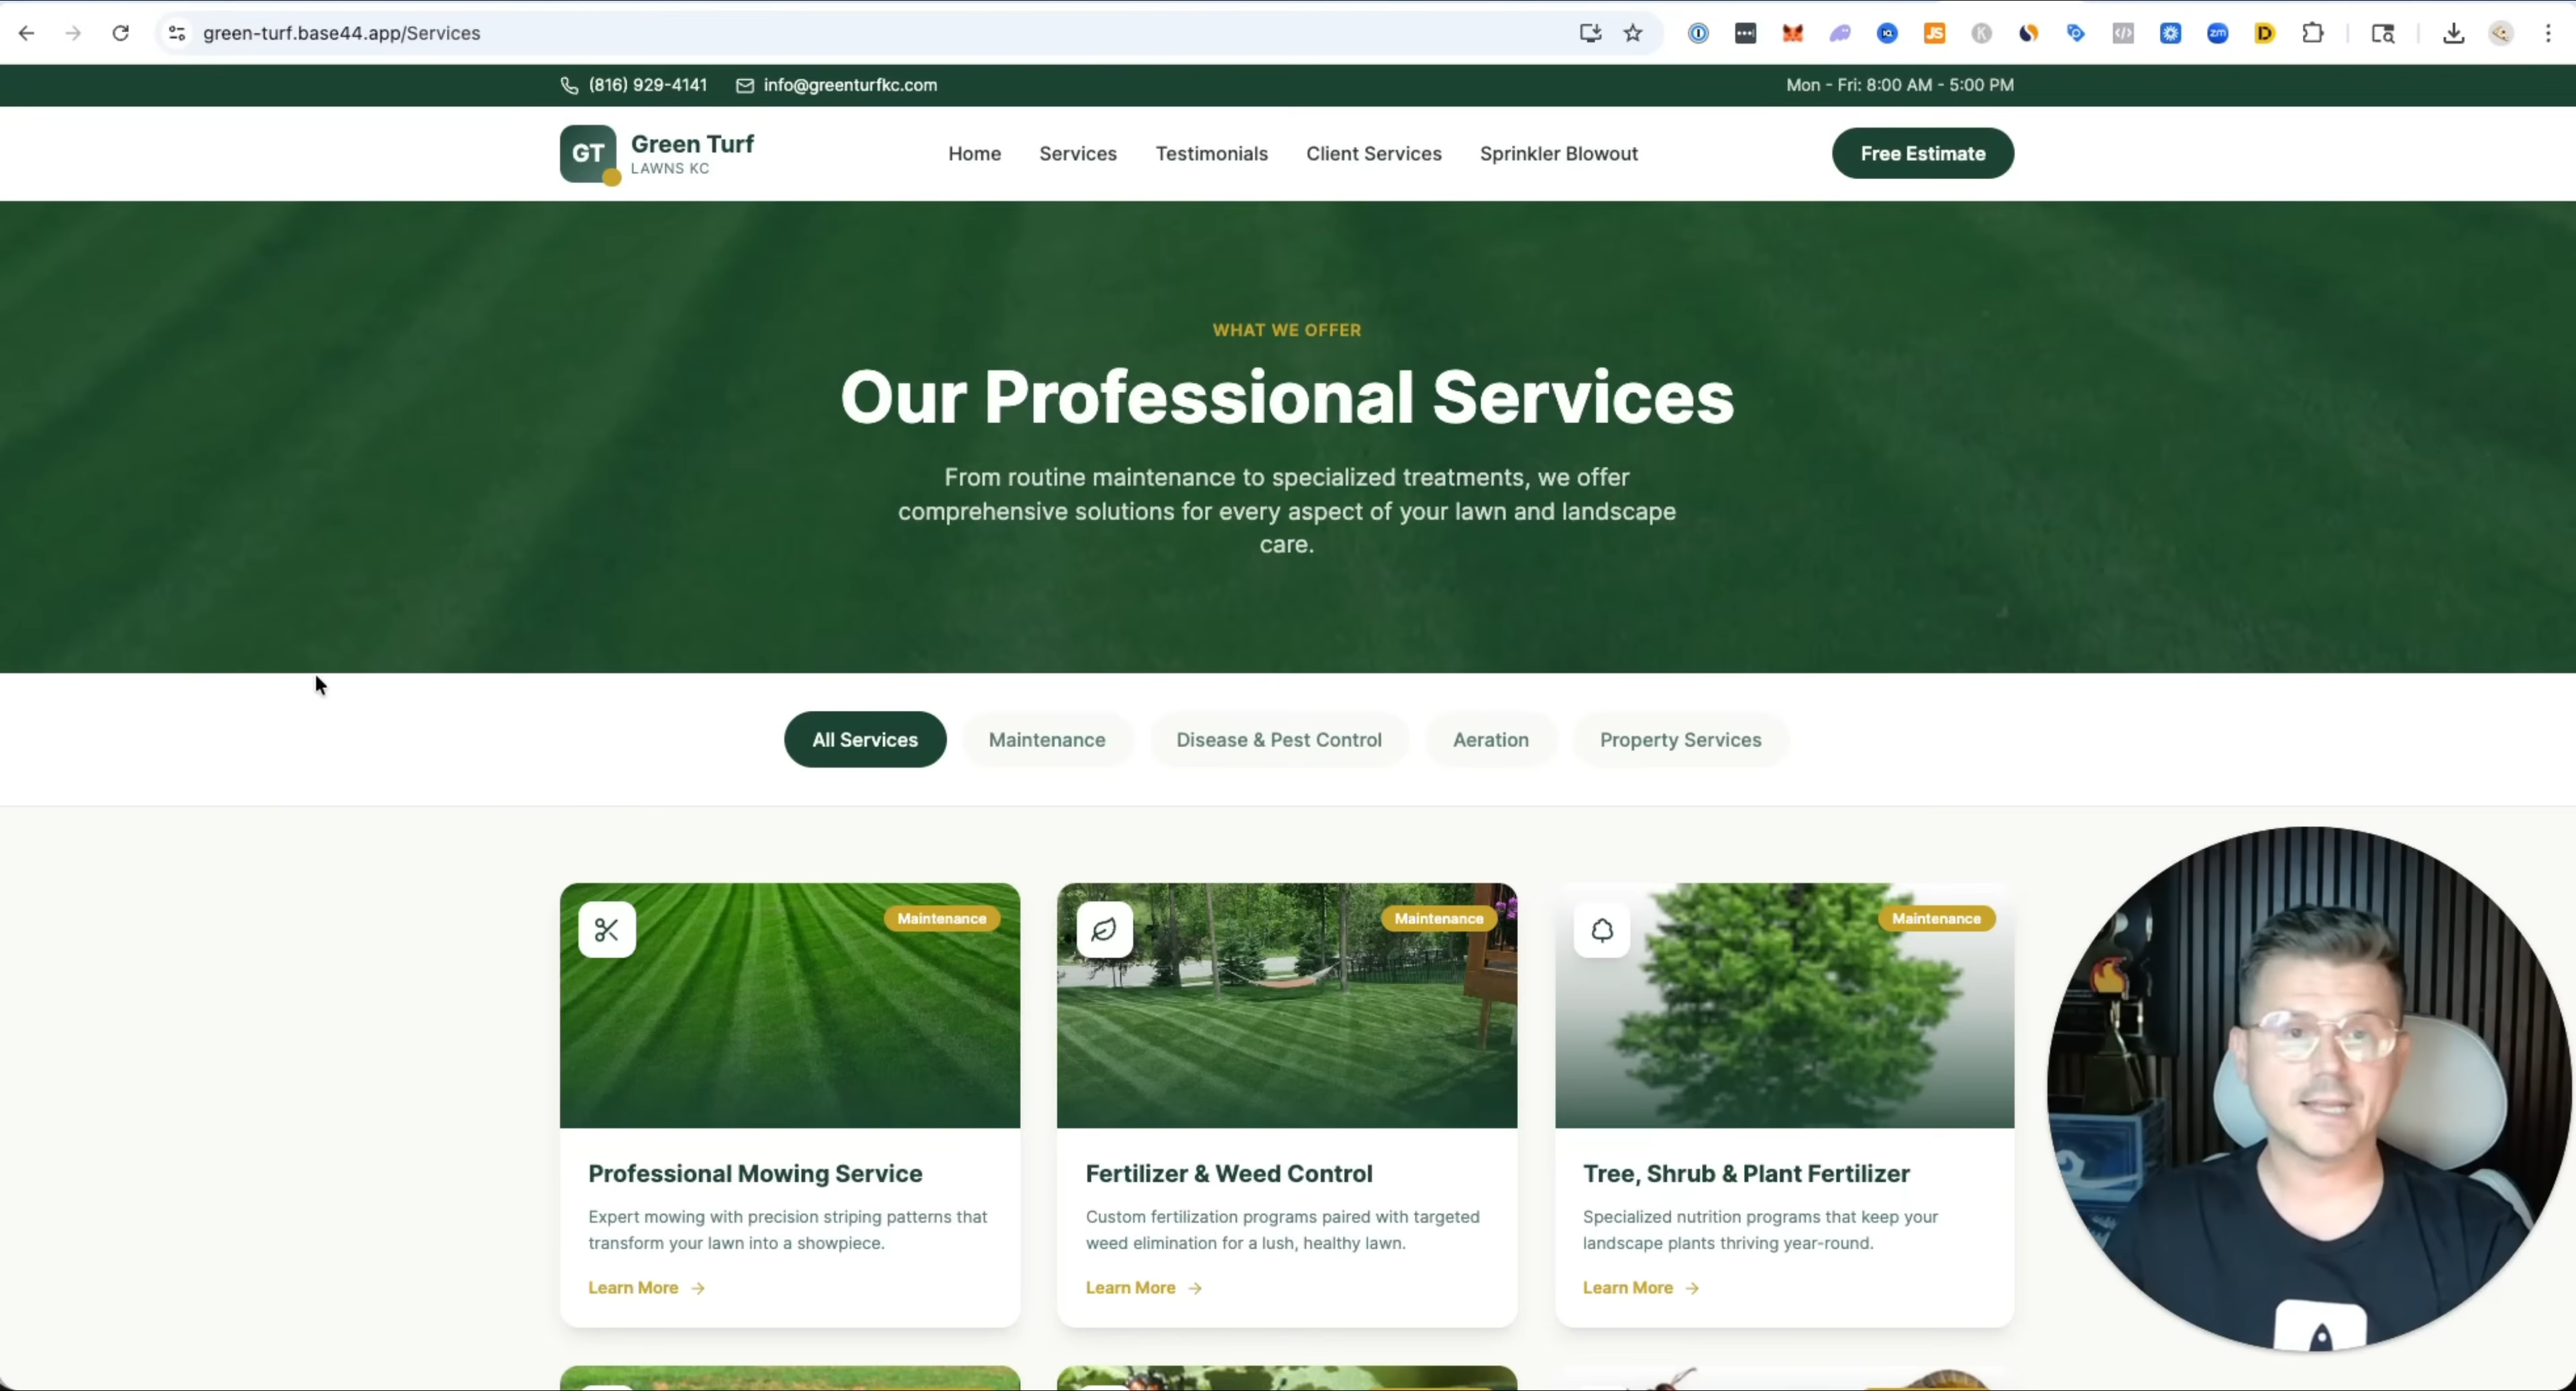 green-turf.base44.app/Services
(816) 929-4141
info@greenturfkc.com
Mon - Fri: 8:00 AM - 5:00 PM
GT
Green Turf
LAWNS KC
Home
Services
Testimonials
Client Services
Sprinkler Blowout
Free Estimate
WHAT WE OFFER
Our Professional Services
From routine maintenance to specialized treatments, we offer
comprehensive solutions for every aspect of your lawn and landscape
care.
All Services
Maintenance
Disease & Pest Control
Aeration
Property Services
Maintenance
Professional Mowing Service
Expert mowing with precision striping patterns that
transform your lawn into a showpiece.
Learn More
Maintenance
Fertilizer & Weed Control
Custom fertilization programs paired with targeted
weed elimination for a lush, healthy lawn.
Learn More
Maintenance
Tree, Shrub & Plant Fertilizer
Specialized nutrition programs that keep your
landscape plants thriving year-round.
Learn More